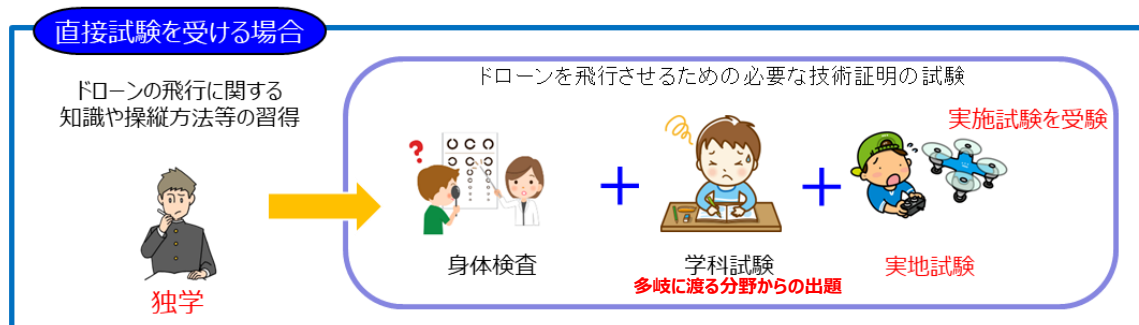 直接試験を受ける場合
ドローンの飛行に関する
知識や操縦方法等の習得
独学
ドローンを飛行させるための必要な技術証明の試験
?
身体検査
+
学科試験
多岐に渡る分野からの出題
+
実施試験を受験
実地試験